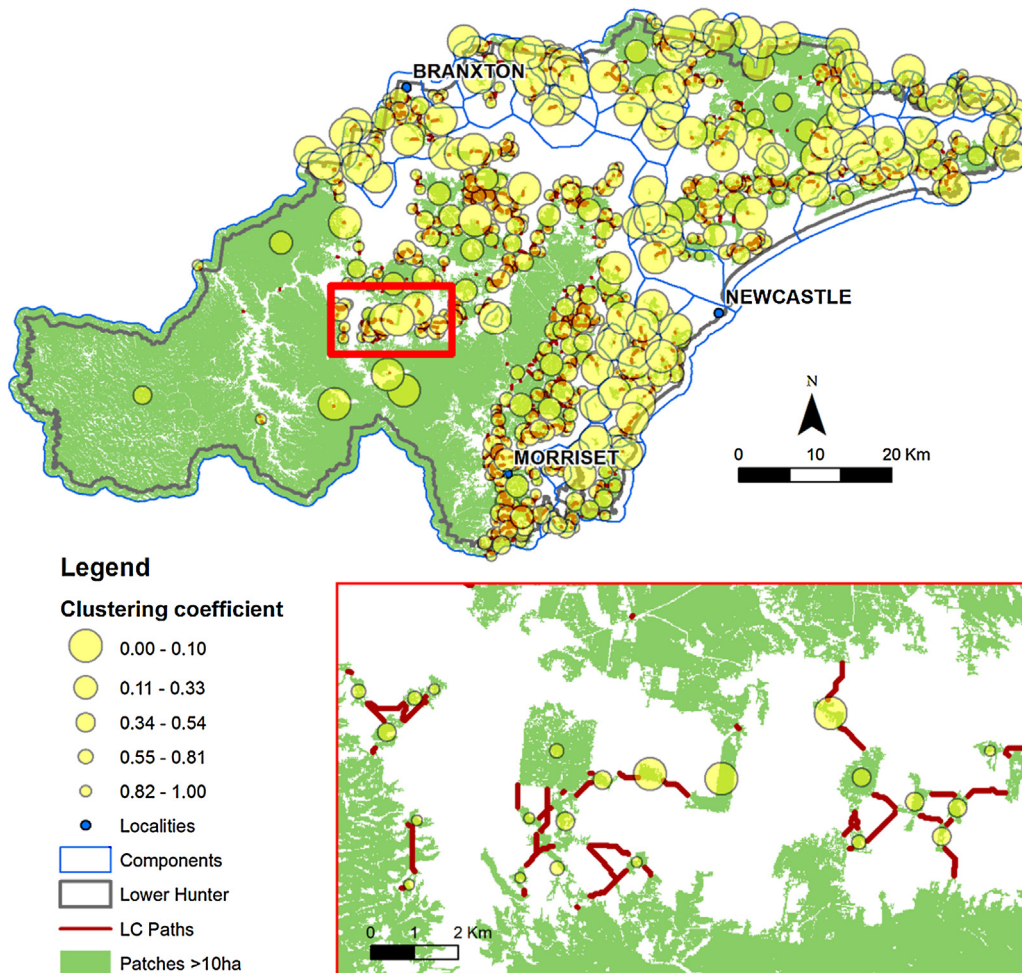 BRANXTON
NEWCASTLE
N
0 10 20 Km
MORRISET
Legend
Clustering coefficient
0.00 - 0.10
0.11 - 0.33
0.34 - 0.54
0.55 - 0.81
0.82 - 1.00
Localities
Components
Lower Hunter
LC Paths
Patches >10ha
0 1 2 Km